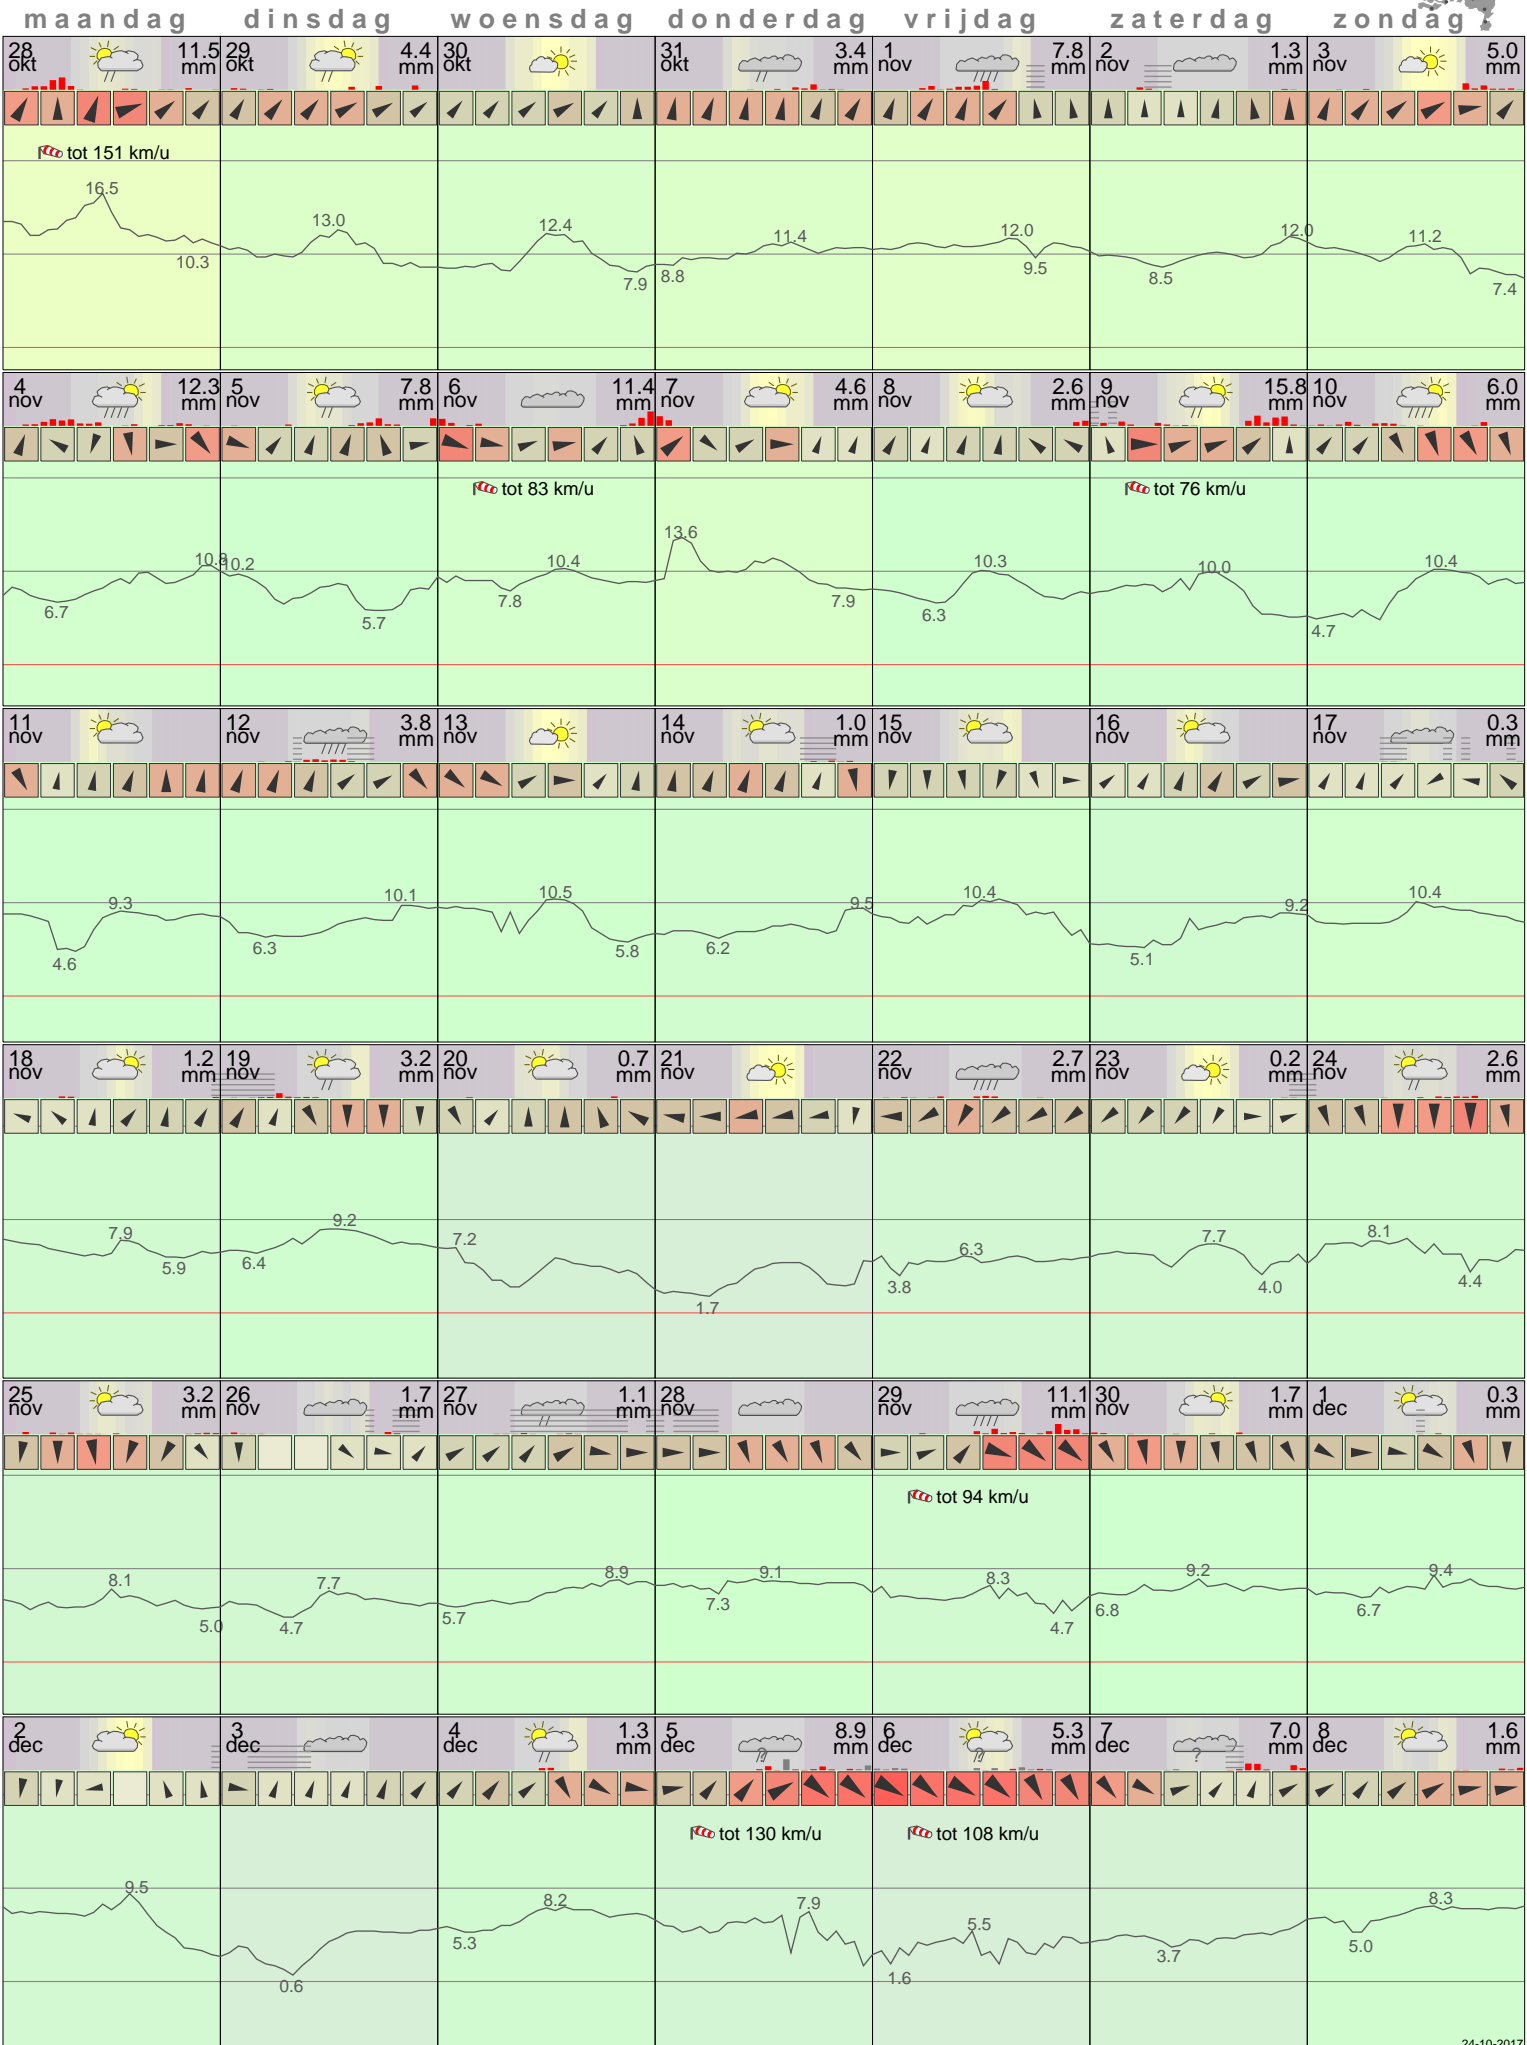 maandag dinsdag woensdag donderdag vrijdag zaterdag zondag
28 okt 11.5 mm 29 okt 4.4 mm 30 okt 31 okt 3.4 mm 1 nov 7.8 mm 2 nov 1.3 mm 3 nov 5.0 mm
tot 151 km/u
16.5 10.3 13.0 12.4 7.9 8.8 11.4 12.0 9.5 8.5 12.0 11.2 7.4
4 nov 12.3 mm 5 nov 7.8 mm 6 nov 11.4 mm 7 nov 4.6 mm 8 nov 2.6 mm 9 nov 15.8 mm 10 nov 6.0 mm
tot 83 km/u tot 76 km/u
6.7 10.8 10.2 5.7 7.8 10.4 13.6 7.9 6.3 10.3 10.0 4.7 10.4
11 nov 12 nov 3.8 mm 13 nov 14 nov 1.0 mm 15 nov 16 nov 17 nov 0.3 mm
4.6 9.3 6.3 10.1 10.5 5.8 6.2 9.5 10.4 5.1 9.2 10.4
18 nov 1.2 mm 19 nov 3.2 mm 20 nov 0.7 mm 21 nov 22 nov 2.7 mm 23 nov 0.2 mm 24 nov 2.6 mm
7.9 5.9 6.4 9.2 7.2 1.7 3.8 6.3 7.7 4.0 8.1 4.4
25 nov 3.2 mm 26 nov 1.7 mm 27 nov 1.1 mm 28 nov 29 nov 11.1 mm 30 nov 1.7 mm 1 dec 0.3 mm
tot 94 km/u
8.1 5.0 4.7 7.7 5.7 8.9 7.3 9.1 8.3 4.7 6.8 9.2 6.7 9.4
2 dec 3 dec 4 dec 1.3 mm 5 dec ? 8.9 mm 6 dec ? 5.3 mm 7 dec ? 7.0 mm 8 dec 1.6 mm
tot 130 km/u tot 108 km/u
9.5 0.6 5.3 8.2 7.9 1.6 5.5 3.7 5.0 8.3
24-10-2017